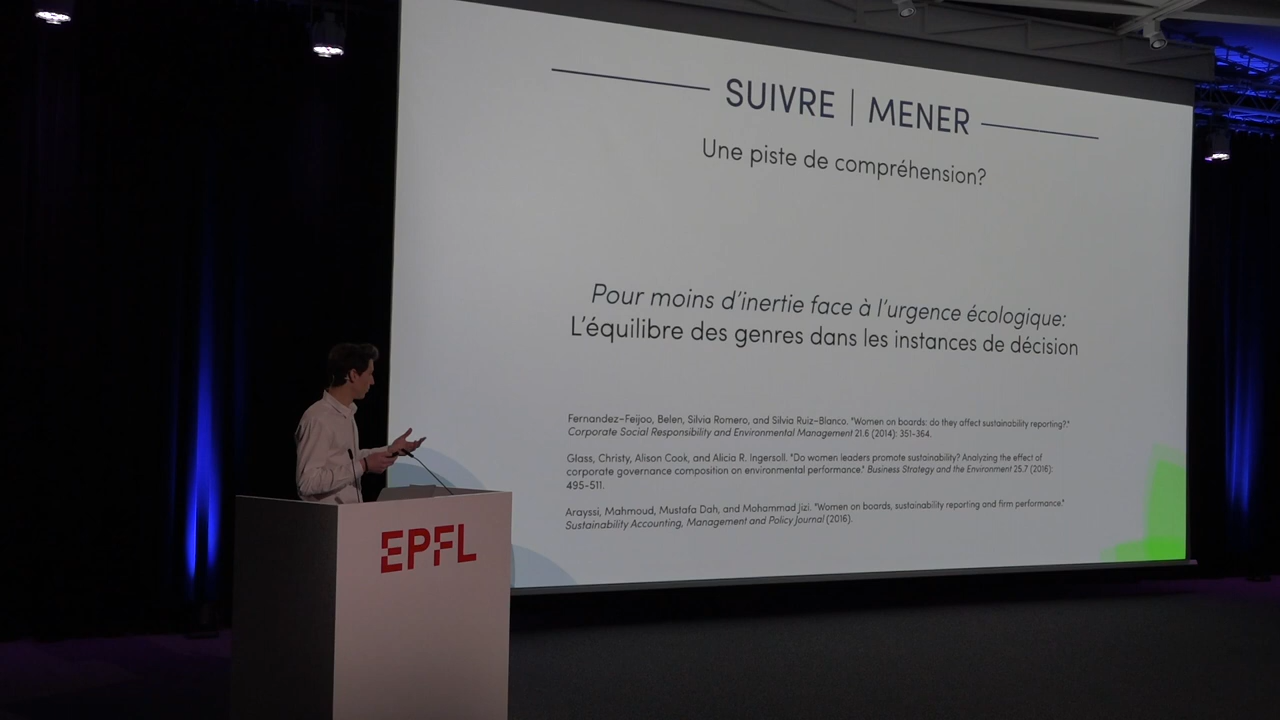 SUIVRE | MENER
Une piste de compréhension?
Pour moins d'inertie face à l'urgence écologique:
L'équilibre des genres dans les instances de décision
Fernandez-Feijoo, Belen, Silvia Romero, and Silvia Ruiz-Blanco. "Women on boards: do they affect sustainability reporting?."
Corporate Social Responsibility and Environmental Management 21.6 (2014): 351-364.
Glass, Christy, Alison Cook, and Alicia R. Ingersoll. "Do women leaders promote sustainability? Analyzing the effect of
corporate governance composition on environmental performance." Business Strategy and the Environment 25.7 (2016):
495-511.
Arayssi, Mahmoud, Mustafa Dah, and Mohammad Jizi. "Women on boards, sustainability reporting and firm performance."
Sustainability Accounting, Management and Policy Journal (2016).
EPFL